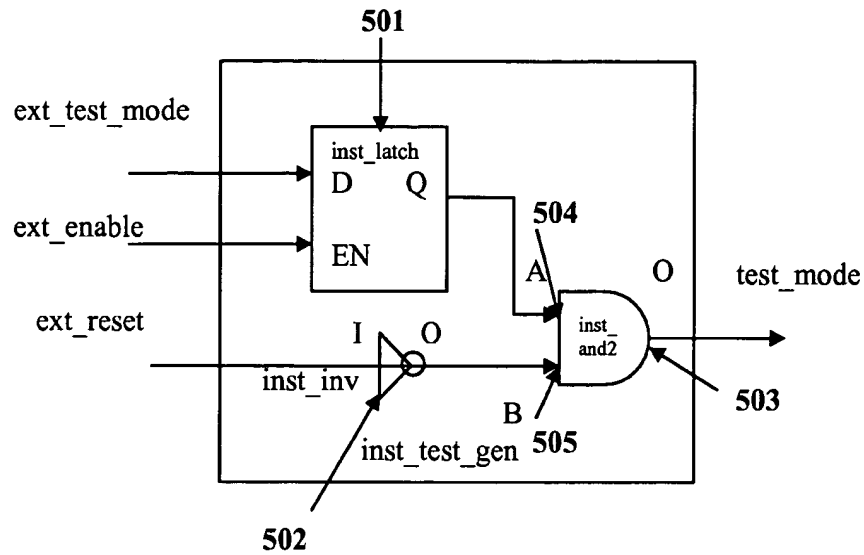 501
ext_test_mode
inst_latch
D Q
504
ext_enable
EN
A O
test_mode
ext_reset
I O
inst_
and2
inst_inv
503
B
505
inst_test_gen
502